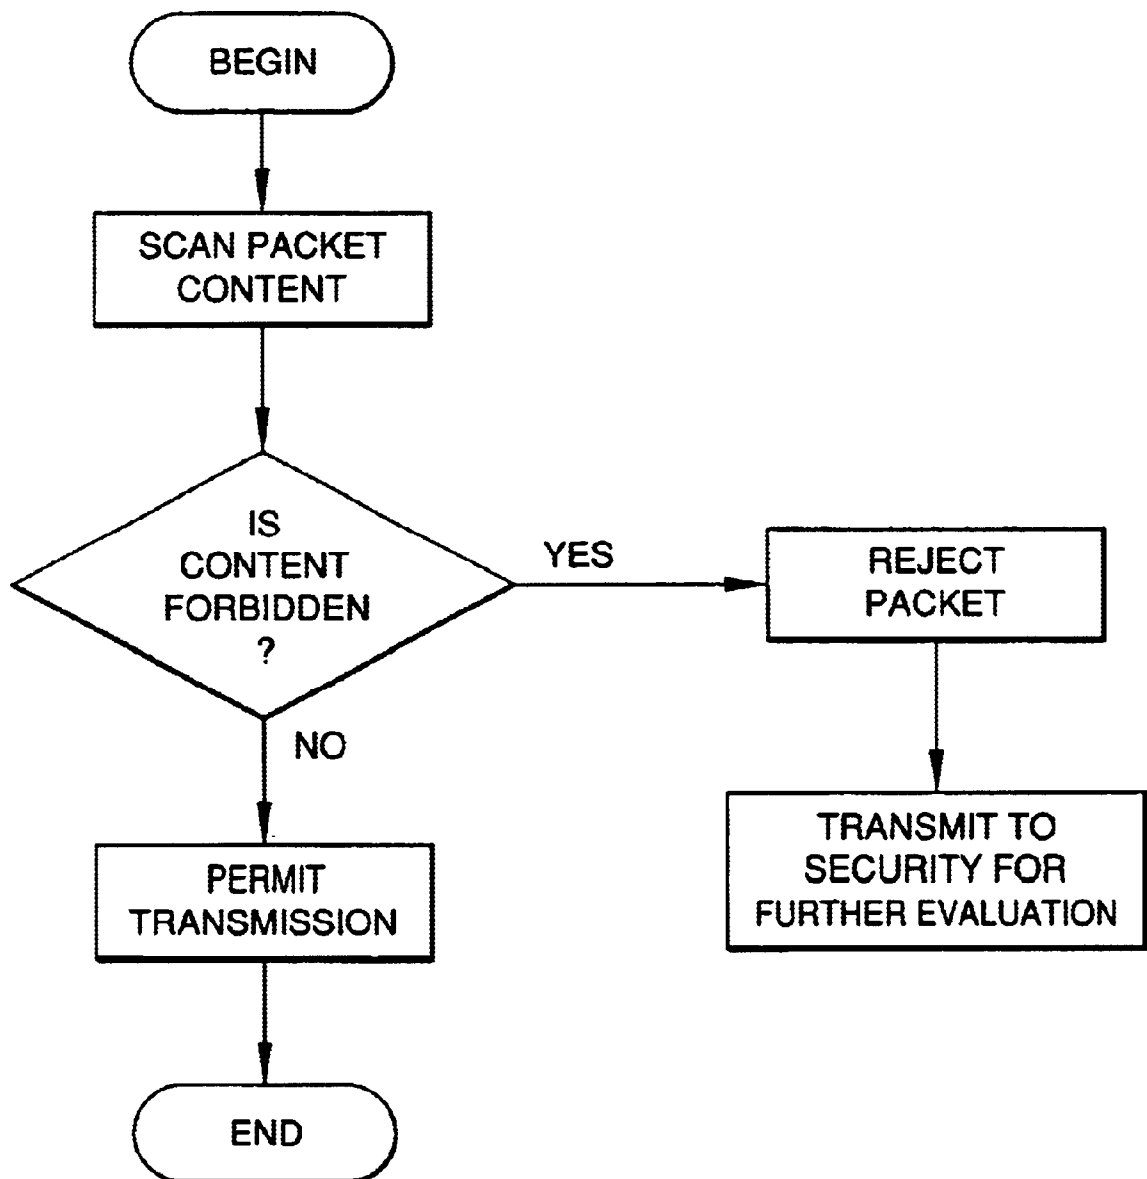 BEGIN
SCAN PACKET
CONTENT
IS
CONTENT
FORBIDDEN
?
YES
REJECT
PACKET
NO
TRANSMIT TO
SECURITY FOR
FURTHER EVALUATION
PERMIT
TRANSMISSION
END